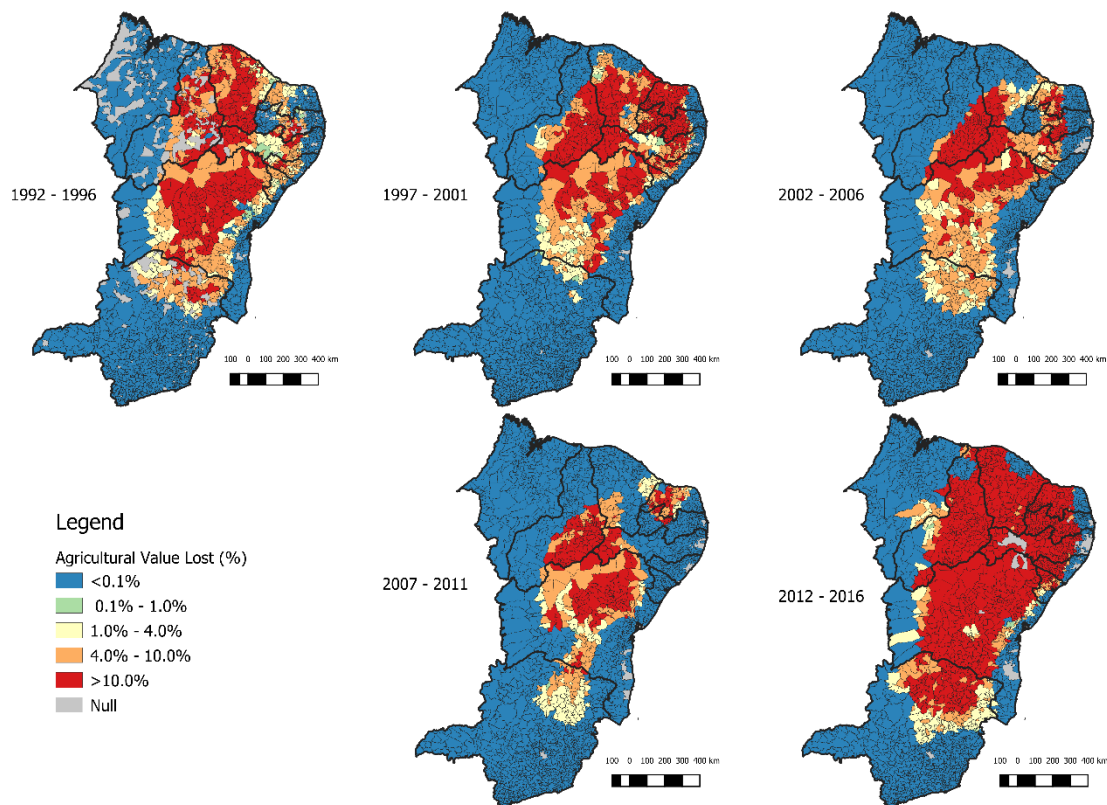 1992 - 1996
100 0 100 200 300 400 km
1997 - 2001
100 0 100 200 300 400 km
2002 - 2006
100 0 100 200 300 400 km
Legend
Agricultural Value Lost (%)
<0.1%
0.1% - 1.0%
1.0% - 4.0%
4.0% - 10.0%
>10.0%
Null
2007 - 2011
100 0 100 200 300 400 km
2012 - 2016
100 0 100 200 300 400 km